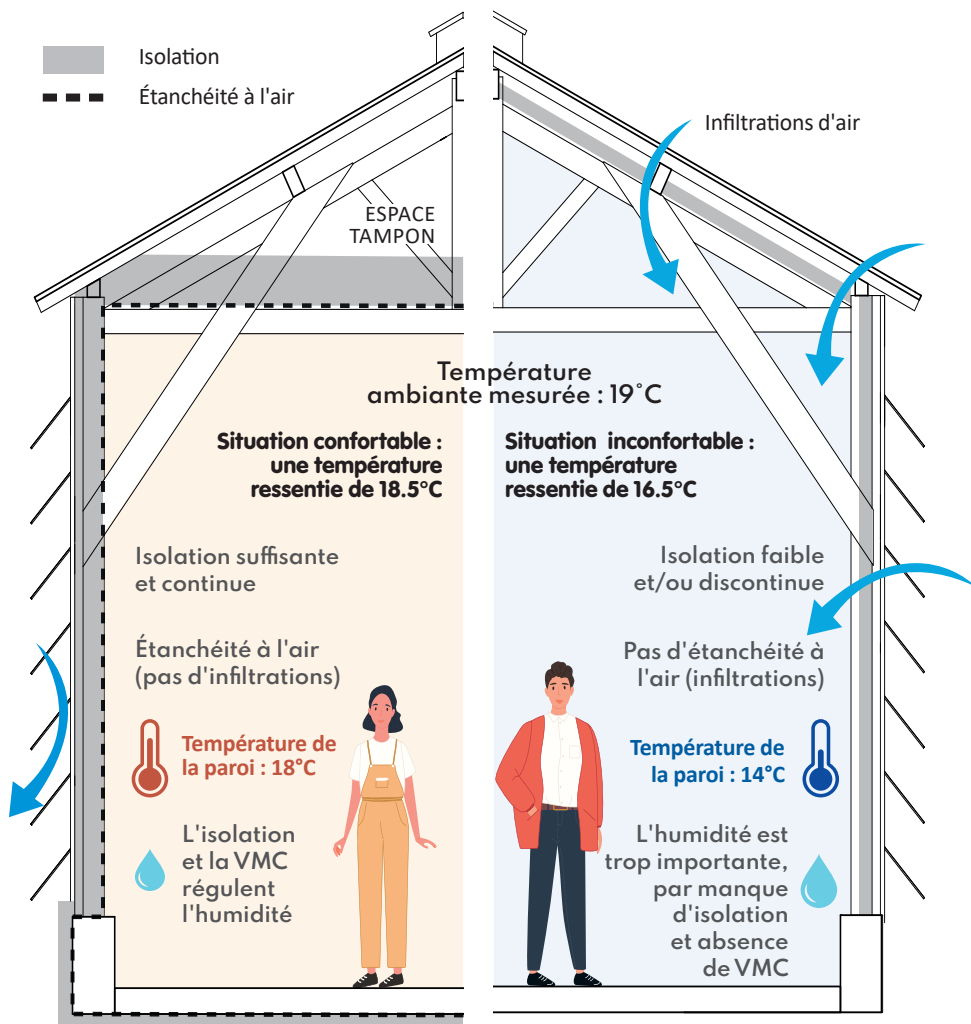 Isolation
Étanchéité à l'air
Infiltrations d'air
ESPACE
TAMPON
Température
ambiante mesurée : 19°C
Situation confortable :
une température
ressentie de 18.5°C
Situation inconfortable :
une température
ressentie de 16.5°C
Isolation suffisante
et continue
Étanchéité à l'air
(pas d'infiltrations)
Température de
la paroi : 18°C
L'isolation
et la VMC
régulent
l'humidité
Isolation faible
et/ou discontinue
Pas d'étanchéité à
l'air (infiltrations)
Température de
la paroi : 14°C
L'humidité est
trop importante,
par manque
d'isolation
et absence
de VMC